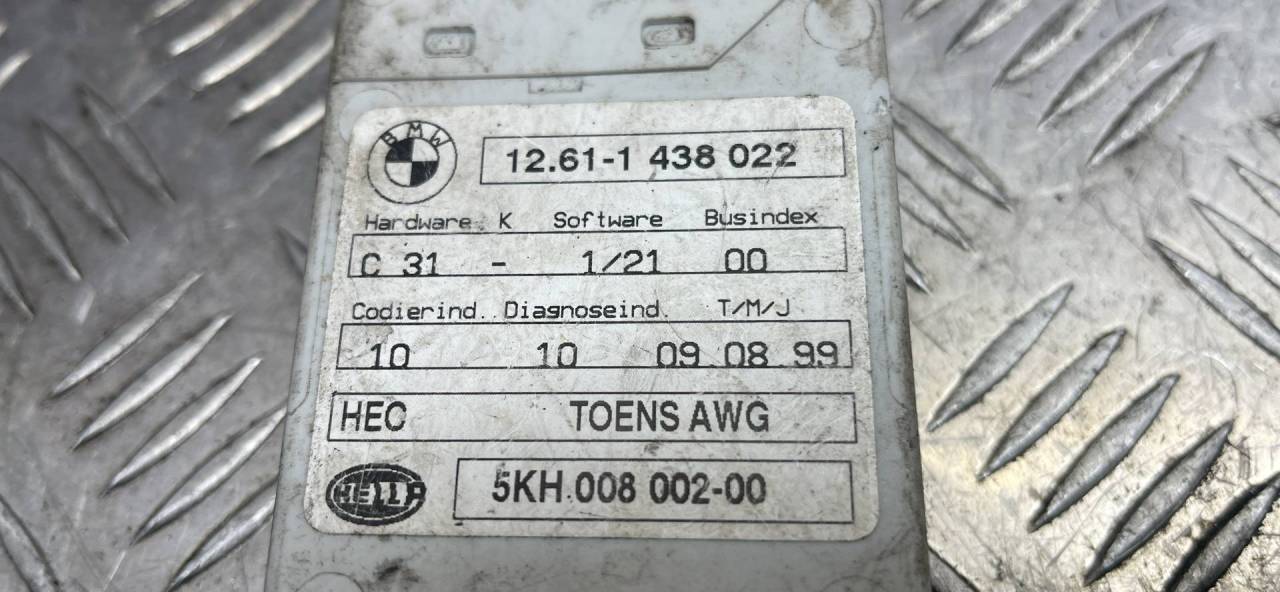 BMW
12.61-1 438 022
Hardware. K Software Busindex
C 31 - 1/21 00
Codierind. Diagnoseind. T/M/J
10 10 09.08.99
HEC TOENS AWG
HELLA
5KH.008 002-00